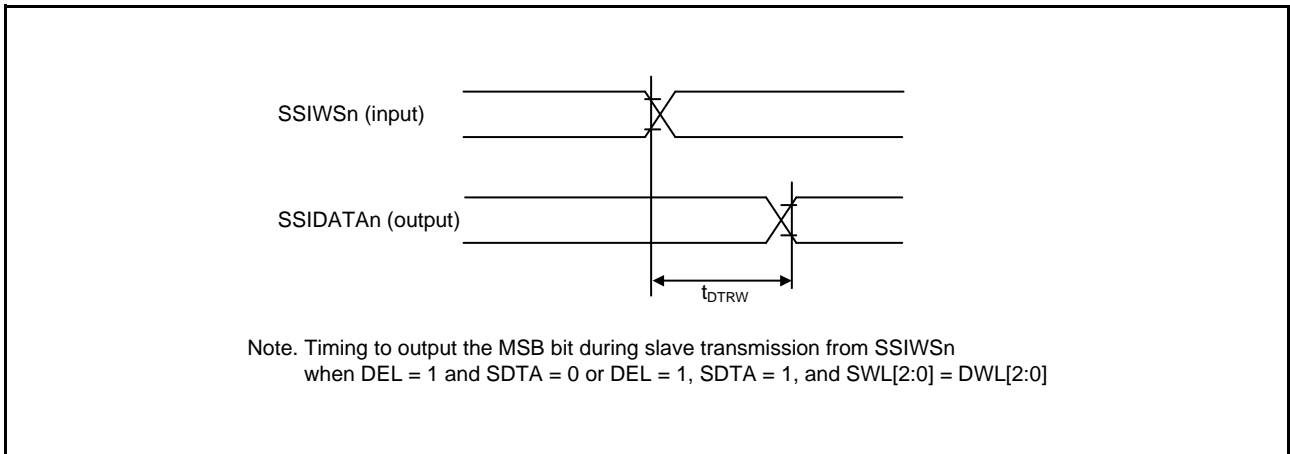 SSIWSn (input)
SSIDATAn (output)
tDTRW
Note. Timing to output the MSB bit during slave transmission from SSIWSn
when DEL = 1 and SDTA = 0 or DEL = 1, SDTA = 1, and SWL[2:0] = DWL[2:0]